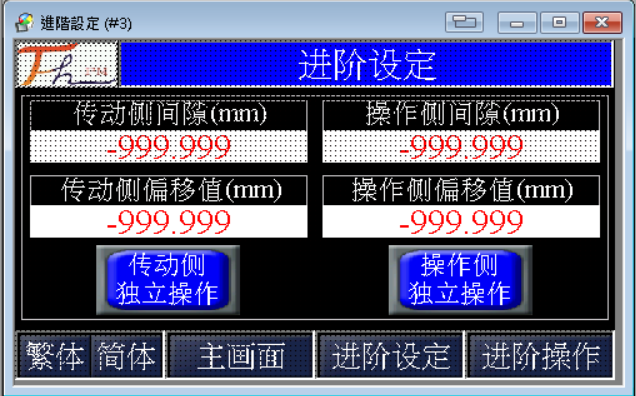 進階設定 (#3)
进阶设定
传动侧间隙(mm) 操作侧间隙(mm)
-999.999 -999.999
传动侧偏移值(mm) 操作侧偏移值(mm)
-999.999 -999.999
传动侧 操作侧
独立操作 独立操作
繁体 简体 主画面 进阶设定 进阶操作